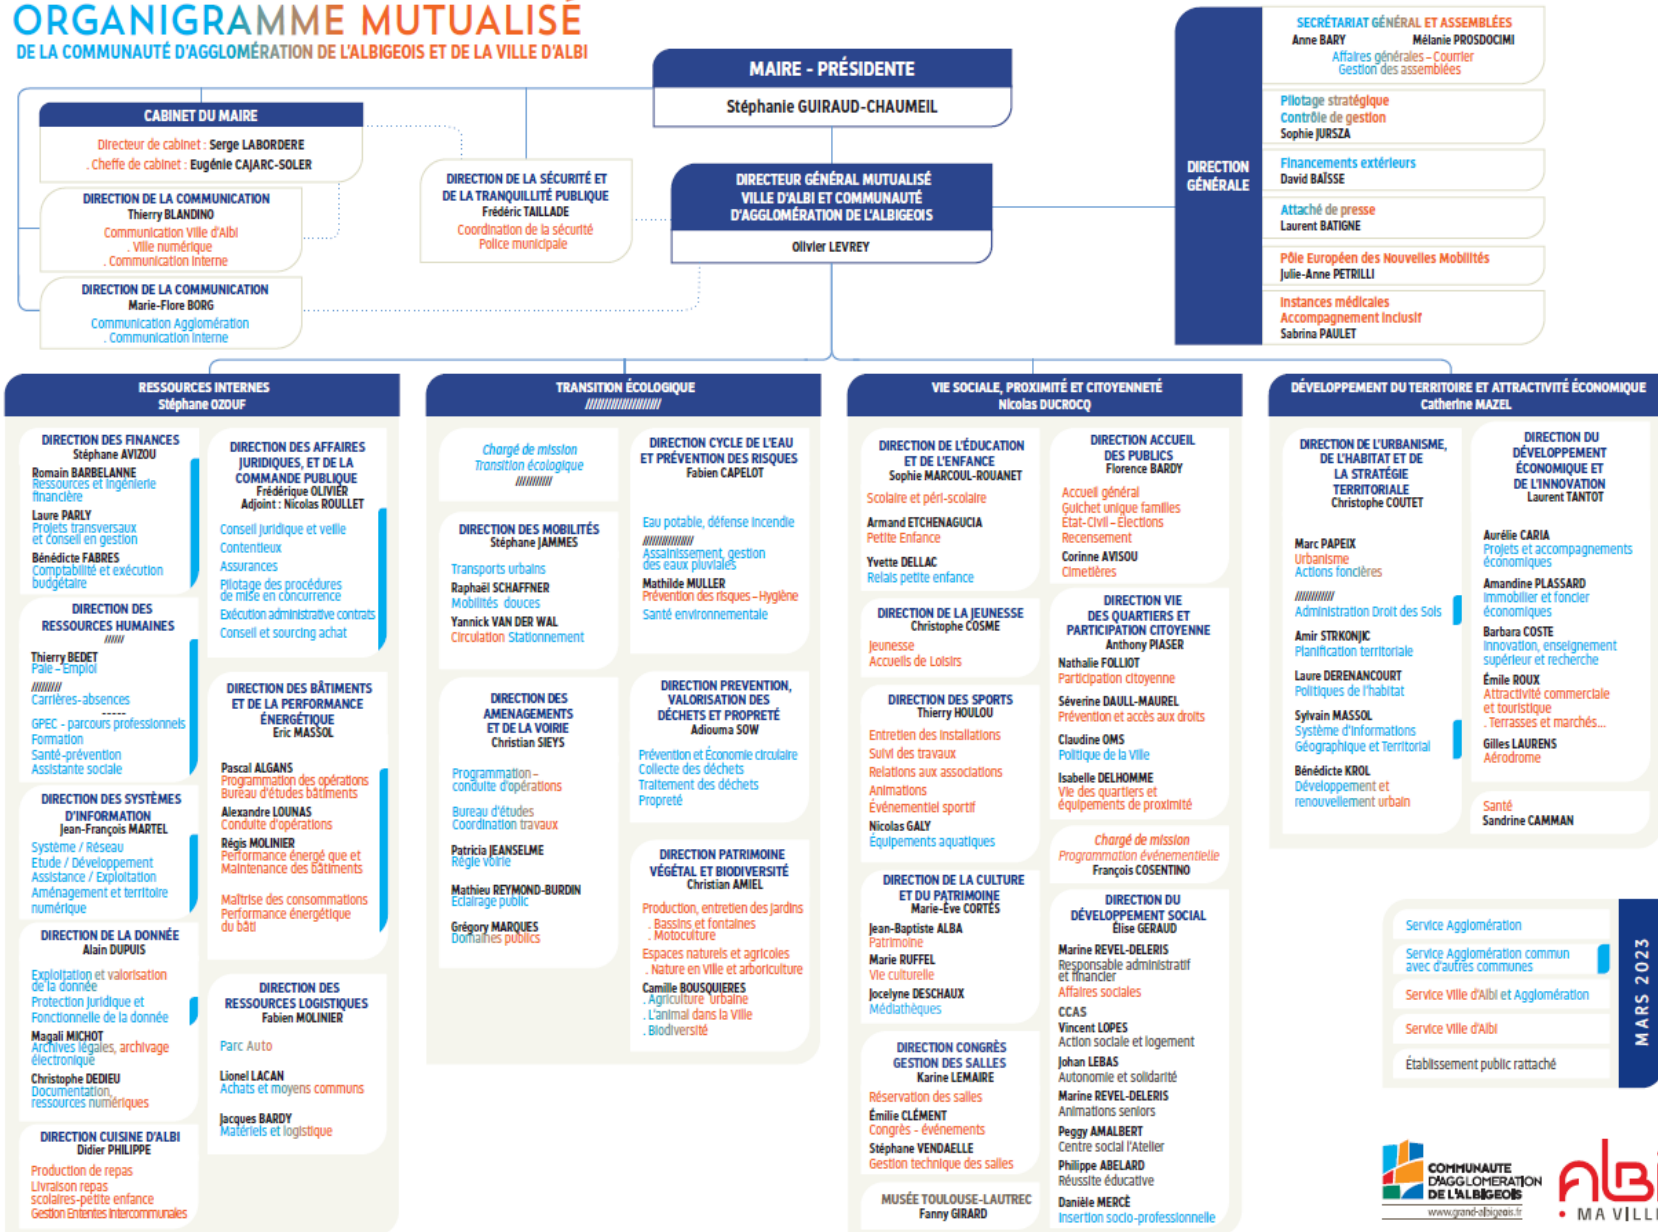 ORGANIGRAMME MUTUALISÉ
DE LA COMMUNAUTÉ D'AGGLOMÉRATION DE L'ALBIGEOIS ET DE LA VILLE D'ALBI
MAIRE - PRÉSIDENTE
Stéphanie GUIRAUD-CHAUMEIL
CABINET DU MAIRE
Directeur de cabinet : Serge LABORDERE
. Cheffe de cabinet : Eugénie CAJARC-SOLER
DIRECTION DE LA COMMUNICATION
Thierry BLANDINO
Communication Ville d'Albi
. Ville numérique
. Communication Interne
DIRECTION DE LA COMMUNICATION
Marie-Flore BORG
Communication Agglomération
. Communication Interne
DIRECTION DE LA SÉCURITÉ ET
DE LA TRANQUILLITÉ PUBLIQUE
Frédéric TAILLADE
Coordination de la sécurité
Police municipale
DIRECTEUR GÉNÉRAL MUTUALISÉ
VILLE D'ALBI ET COMMUNAUTÉ
D'AGGLOMÉRATION DE L'ALBIGEOIS
Olivier LEVREY
DIRECTION
GÉNÉRALE
SECRÉTARIAT GÉNÉRAL ET ASSEMBLÉES
Anne BARY Mélanie PROSDOCIMI
Affaires générales - Courrier
Gestion des assemblées
Pilotage stratégique
Contrôle de gestion
Sophie JURSZA
Financements extérieurs
David BAÏSSE
Attaché de presse
Laurent BATIGNE
Pôle Européen des Nouvelles Mobilités
Julie-Anne PETRILLI
Instances médicales
Accompagnement Inclusif
Sabrina PAULET
RESSOURCES INTERNES
Stéphane OZOUF
DIRECTION DES FINANCES
Stéphane AVIZOU
Romain BARBELANNE
Ressources et Ingénierie
financière
Laure PARLY
Projets transversaux
et conseil en gestion
Bénédicte FABRES
Comptabilité et exécution
budgétaire
DIRECTION DES
RESSOURCES HUMAINES
//////
Thierry BEDET
Paie - Emploi
/////////
Carrières-absences
-----
GPEC - parcours professionnels
Formation
Santé-prévention
Assistante sociale
DIRECTION DES SYSTÈMES
D'INFORMATION
Jean-François MARTEL
Système / Réseau
Etude / Développement
Assistance / Exploitation
Aménagement et territoire
numérique
DIRECTION DE LA DONNÉE
Alain DUPUIS
Exploitation et valorisation
de la donnée
Protection Juridique et
Fonctionnelle de la donnée
Magali MICHOT
Archives légales, archivage
électronique
Christophe DEDIEU
Documentation,
ressources numériques
DIRECTION CUISINE D'ALBI
Didier PHILIPPE
Production de repas
Livraison repas
scolaires-petite enfance
Gestion Ententes Intercommunales
DIRECTION DES AFFAIRES
JURIDIQUES, ET DE LA
COMMANDE PUBLIQUE
Frédérique OLIVIER
Adjoint : Nicolas ROULLET
Conseil Juridique et veille
Contentieux
Assurances
Pilotage des procédures
de mise en concurrence
Exécution administrative contrats
Conseil et sourcing achat
DIRECTION DES BÂTIMENTS
ET DE LA PERFORMANCE
ÉNERGÉTIQUE
Eric MASSOL
Pascal ALGANS
Programmation des opérations
Bureau d'études bâtiments
Alexandre LOUNAS
Conduite d'opérations
Régis MOLINIER
Performance énergé que et
Maintenance des bâtiments
Maîtrise des consommations
Performance énergétique
du bâti
DIRECTION DES
RESSOURCES LOGISTIQUES
Fabien MOLINIER
Parc Auto
Lionel LACAN
Achats et moyens communs
Jacques BARDY
Matériels et logistique
TRANSITION ÉCOLOGIQUE
/////////////////////
Chargé de mission
Transition écologique
//////////
DIRECTION DES MOBILITÉS
Stéphane JAMMES
Transports urbains
Raphaël SCHAFFNER
Mobilités douces
Yannick VAN DER WAL
Circulation Stationnement
DIRECTION DES
AMENAGEMENTS
ET DE LA VOIRIE
Christian SIEYS
Programmation -
conduite d'opérations
Bureau d'études
Coordination travaux
Patricia JEANSELME
Régie voirie
Mathieu REYMOND-BURDIN
Eclairage public
Grégory MARQUES
Domaines publics
DIRECTION CYCLE DE L'EAU
ET PRÉVENTION DES RISQUES
Fabien CAPELOT
Eau potable, défense Incendie
///////////////
Assainissement, gestion
des eaux pluviales
Mathilde MULLER
Prévention des risques - Hygiène
Santé environnementale
DIRECTION PREVENTION,
VALORISATION DES
DÉCHETS ET PROPRETÉ
Adiouma SOW
Prévention et Économie circulaire
Collecte des déchets
Traitement des déchets
Propreté
DIRECTION PATRIMOINE
VÉGÉTAL ET BIODIVERSITÉ
Christian AMIEL
Production, entretien des Jardins
. Bassins et fontaines
. Motoculture
Espaces naturels et agricoles
. Nature en Ville et arboriculture
Camille BOUSQUIERES
. Agriculture urbaine
. L'animal dans la Ville
. Biodiversité
VIE SOCIALE, PROXIMITÉ ET CITOYENNETÉ
Nicolas DUCROCQ
DIRECTION DE L'ÉDUCATION
ET DE L'ENFANCE
Sophie MARCOUL-ROUANET
Scolaire et péri-scolaire
Armand ETCHENAGUCIA
Petite Enfance
Yvette DELLAC
Relais petite enfance
DIRECTION DE LA JEUNESSE
Christophe COSME
Jeunesse
Accueils de Loisirs
DIRECTION DES SPORTS
Thierry HOULOU
Entretien des Installations
Suivi des travaux
Relations aux associations
Animations
Événementiel sportif
Nicolas GALY
Équipements aquatiques
DIRECTION DE LA CULTURE
ET DU PATRIMOINE
Marie-Ève CORTÉS
Jean-Baptiste ALBA
Patrimoine
Marie RUFFEL
Vie culturelle
Jocelyne DESCHAUX
Médiathèques
DIRECTION CONGRÈS
GESTION DES SALLES
Karine LEMAIRE
Réservation des salles
Émilie CLÉMENT
Congrès - événements
Stéphane VENDAELLE
Gestion technique des salles
MUSÉE TOULOUSE-LAUTREC
Fanny GIRARD
DIRECTION ACCUEIL
DES PUBLICS
Florence BARDY
Accueil général
Guichet unique familles
État-Civil - Élections
Recensement
Corinne AVISOU
Cimetières
DIRECTION VIE
DES QUARTIERS ET
PARTICIPATION CITOYENNE
Anthony PIASER
Nathalie FOLLIOT
Participation citoyenne
Séverine DAULL-MAUREL
Prévention et accès aux droits
Claudine OMS
Politique de la Ville
Isabelle DELHOMME
Vie des quartiers et
équipements de proximité
Chargé de mission
Programmation événementielle
François COSENTINO
DIRECTION DU
DÉVELOPPEMENT SOCIAL
Élise GERAUD
Marine REVEL-DELERIS
Responsable administratif
et financier
Affaires sociales
CCAS
Vincent LOPES
Action sociale et logement
Johan LEBAS
Autonomie et solidarité
Marine REVEL-DELERIS
Animations seniors
Peggy AMALBERT
Centre social l'Atelier
Philippe ABELARD
Réussite éducative
Danièle MERCÈ
Insertion socio-professionnelle
DÉVELOPPEMENT DU TERRITOIRE ET ATTRACTIVITÉ ÉCONOMIQUE
Catherine MAZEL
DIRECTION DE L'URBANISME,
DE L'HABITAT ET DE
LA STRATÉGIE
TERRITORIALE
Christophe COUTET
Marc PAPEIX
Urbanisme
Actions foncières
////////////
Administration Droit des Sols
Amir STRKONJIC
Planification territoriale
Laure DERENANCOURT
Politiques de l'habitat
Sylvain MASSOL
Système d'Informations
Géographique et Territorial
Bénédicte KROL
Développement et
renouvellement urbain
DIRECTION DU
DÉVELOPPEMENT
ÉCONOMIQUE ET
DE L'INNOVATION
Laurent TANTOT
Aurélie CARIA
Projets et accompagnements
économiques
Amandine PLASSARD
Immobilier et foncier
économiques
Barbara COSTE
Innovation, enseignement
supérieur et recherche
Émile ROUX
Attractivité commerciale
et touristique
. Terrasses et marchés...
Gilles LAURENS
Aérodrome
Santé
Sandrine CAMMAN
Service Agglomération
Service Agglomération commun
avec d'autres communes
Service Ville d'Albi et Agglomération
Service Ville d'Albi
Établissement public rattaché
MARS 2023
COMMUNAUTE
D'AGGLOMERATION
DE L'ALBIGEOIS
www.grand-albigeois.fr
ALBI
MA VILLE